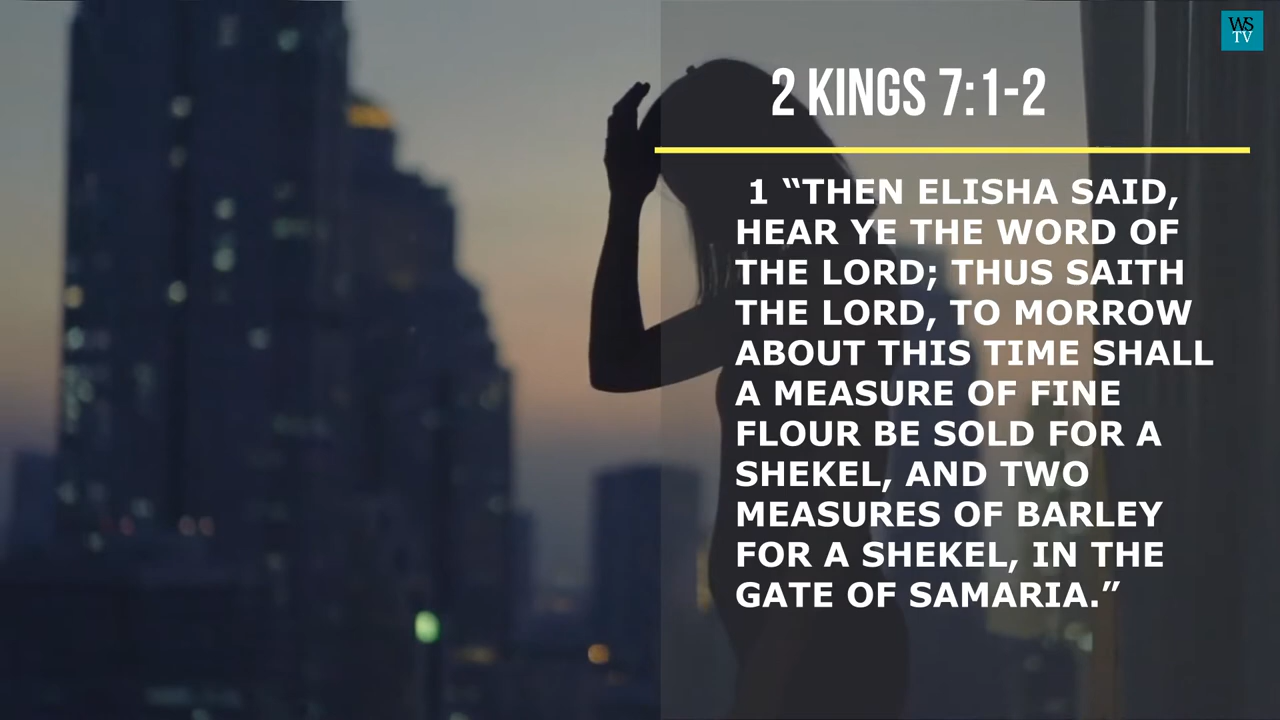 WS
TV
2 KINGS 7:1-2
1 “THEN ELISHA SAID,
HEAR YE THE WORD OF
THE LORD; THUS SAITH
THE LORD, TO MORROW
ABOUT THIS TIME SHALL
A MEASURE OF FINE
FLOUR BE SOLD FOR A
SHEKEL, AND TWO
MEASURES OF BARLEY
FOR A SHEKEL, IN THE
GATE OF SAMARIA.”